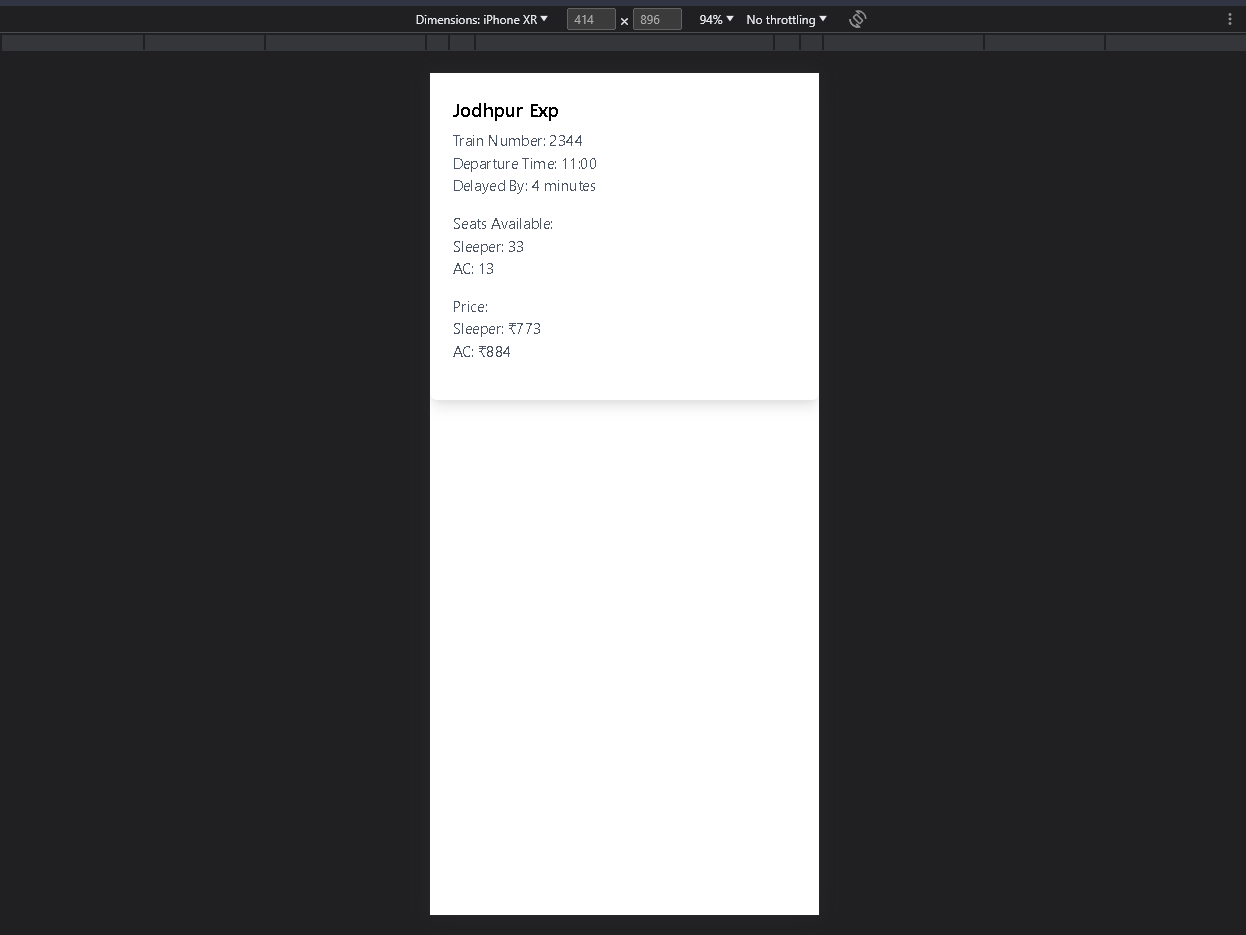 Dimensions: iPhone XR 414 × 896 94% No throttling
Jodhpur Exp
Train Number: 2344
Departure Time: 11:00
Delayed By: 4 minutes
Seats Available:
Sleeper: 33
AC: 13
Price:
Sleeper: ₹773
AC: ₹884